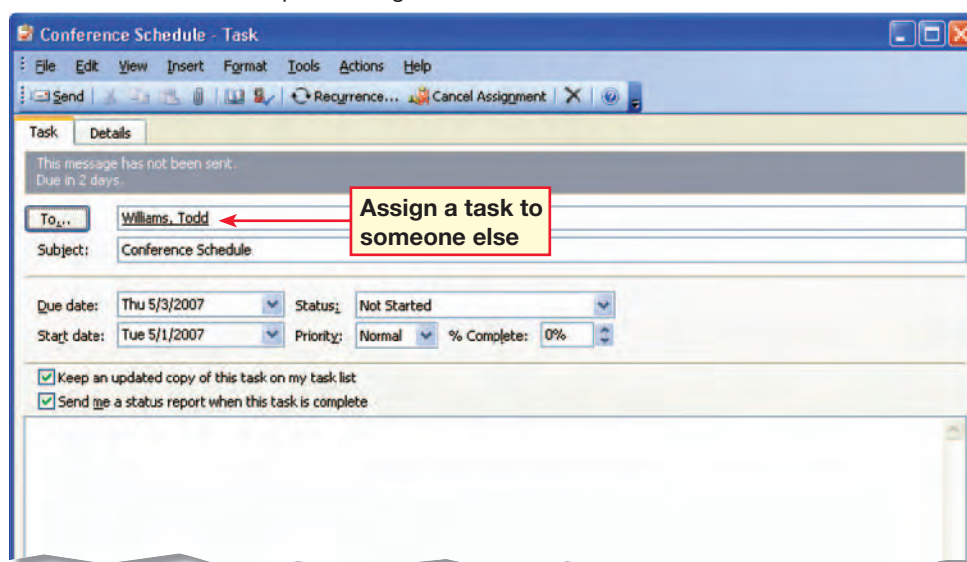 Conference Schedule - Task
File Edit View Insert Format Tools Actions Help
Send Recurrence... Cancel Assignment
Task Details
This message has not been sent.
Due in 2 days.
To... Williams, Todd
Assign a task to
someone else
Subject: Conference Schedule
Due date: Thu 5/3/2007 Status: Not Started
Start date: Tue 5/1/2007 Priority: Normal % Complete: 0%
Keep an updated copy of this task on my task list
Send me a status report when this task is complete